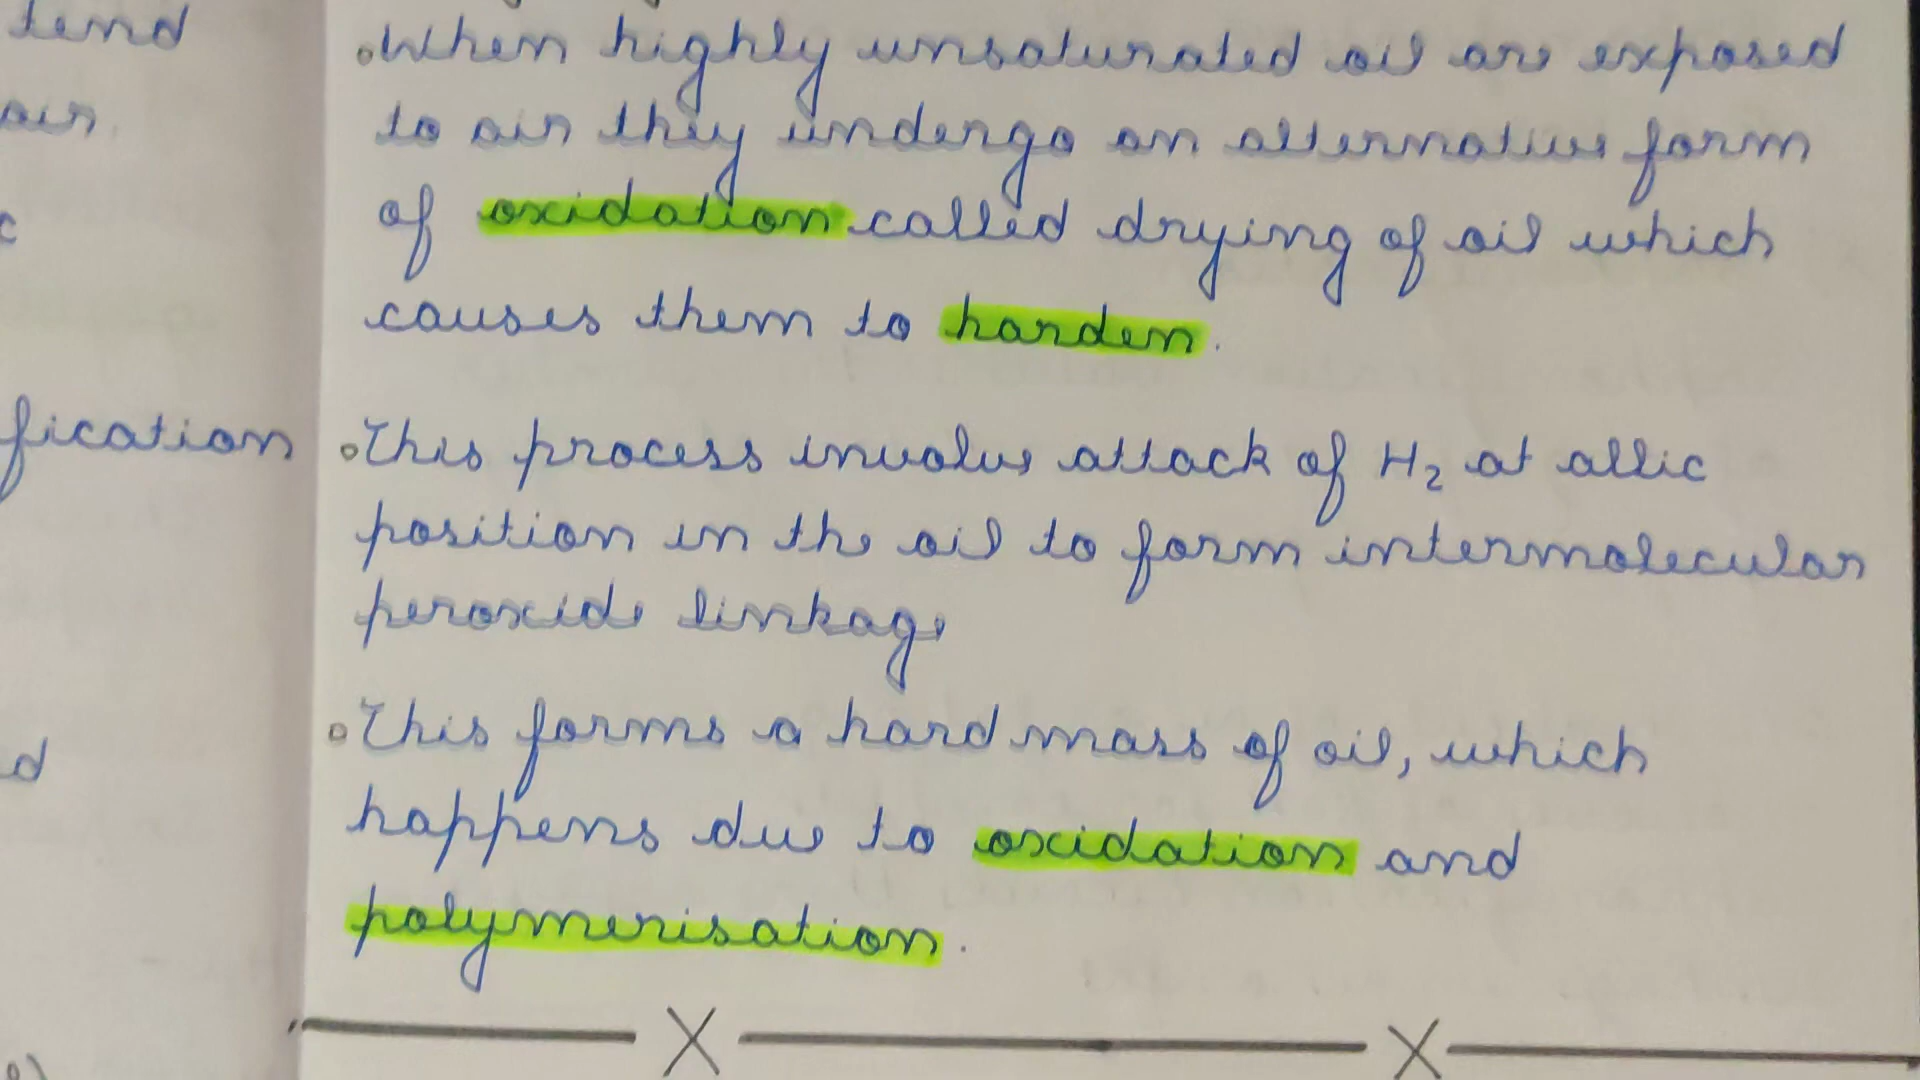 tend
air.
c
fication
d
When highly unsaturated oil are exposed
to air they undergo an alternative form
of oxidation called drying of oil which
causes them to harden.
This process involve attack of H₂ at allic
position in the oil to form intermolecular
peroxide linkage
This forms a hard mass of oil, which
happens due to oxidation and
polymerisation.
X X